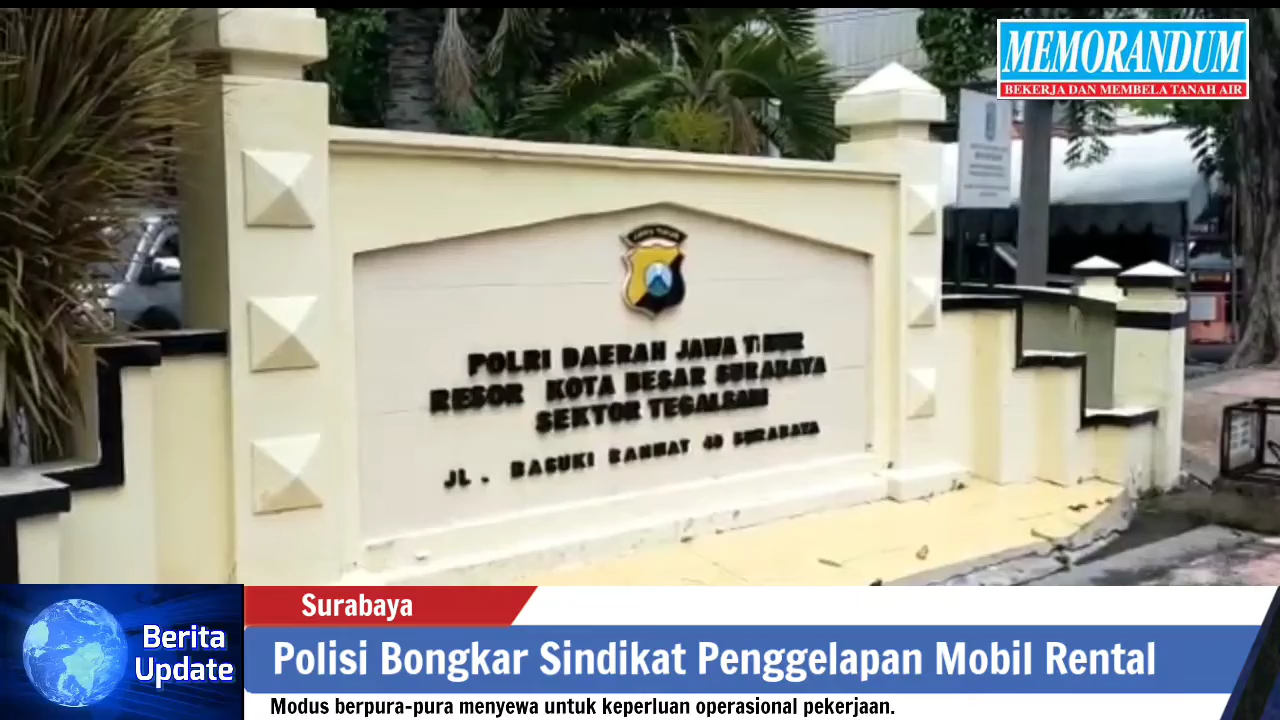 MEMORANDUM
BEKERJA DAN MEMBELA TANAH AIR
POLRI DAERAH JAWA TIMUR
RESOR KOTA BESAR SURABAYA
SEKTOR TEGALSARI
JL. BASUKI RAHMAT 40 SURABAYA
Surabaya
Berita
Update
Polisi Bongkar Sindikat Penggelapan Mobil Rental
Modus berpura-pura menyewa untuk keperluan operasional pekerjaan.